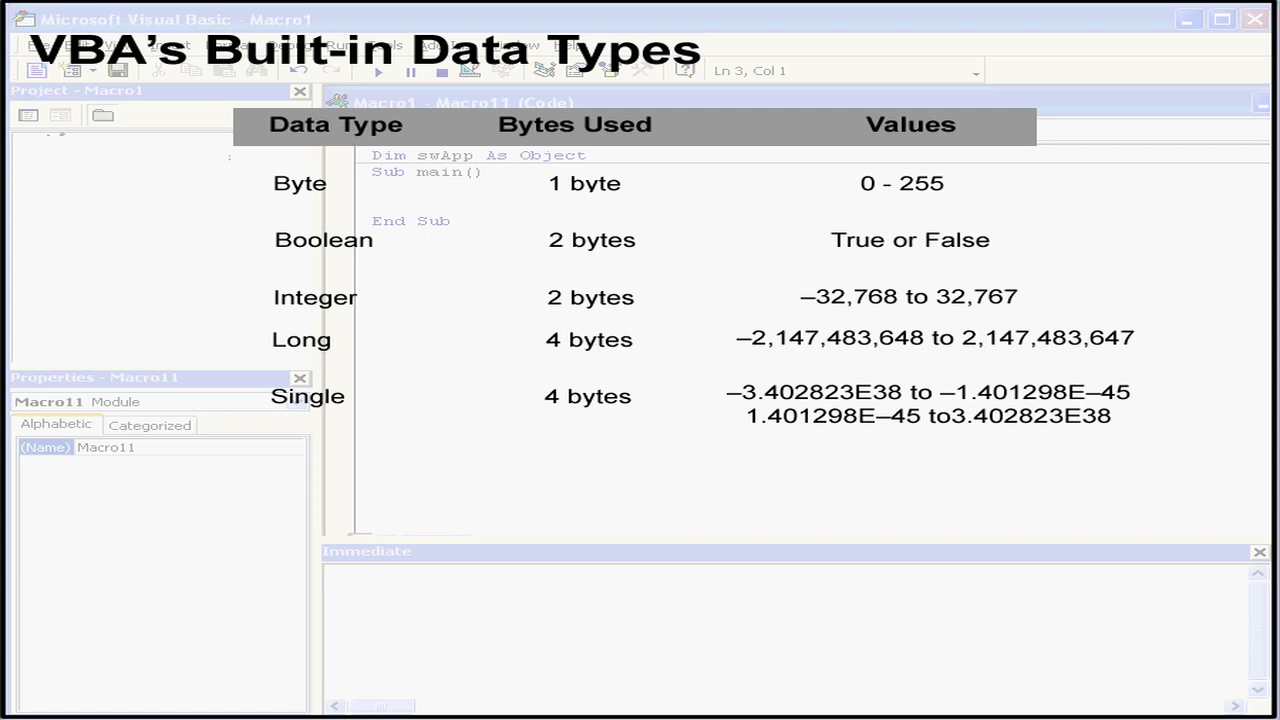 Microsoft Visual Basic - Macro1
VBA's Built-in Data Types
Ln 3, Col 1
Project - Macro1
Macro1 - Macro11 (Code)
Data Type Bytes Used Values
Dim swApp As Object
Sub main()
Byte 1 byte 0 - 255
End Sub
Boolean 2 bytes True or False
Integer 2 bytes –32,768 to 32,767
Long 4 bytes –2,147,483,648 to 2,147,483,647
Properties - Macro11
Macro11 Module
Single 4 bytes –3.402823E38 to –1.401298E–45
1.401298E–45 to3.402823E38
Alphabetic Categorized
(Name) Macro11
Immediate